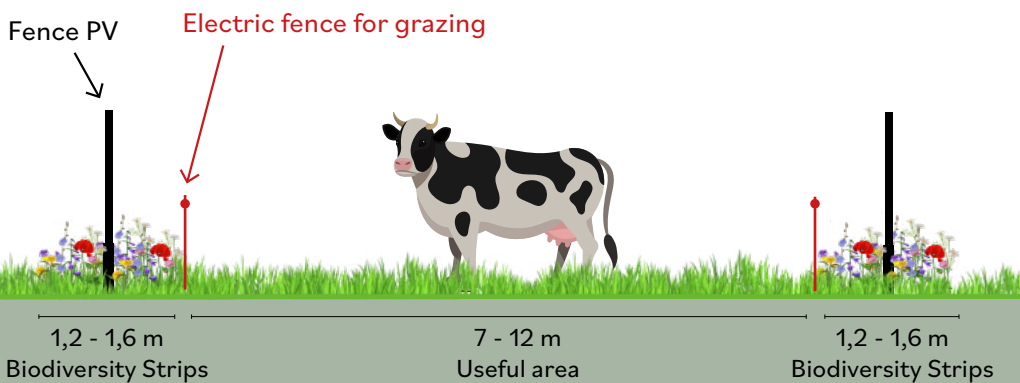 Fence PV
Electric fence for grazing
1,2 - 1,6 m
Biodiversity Strips
7 - 12 m
Useful area
1,2 - 1,6 m
Biodiversity Strips